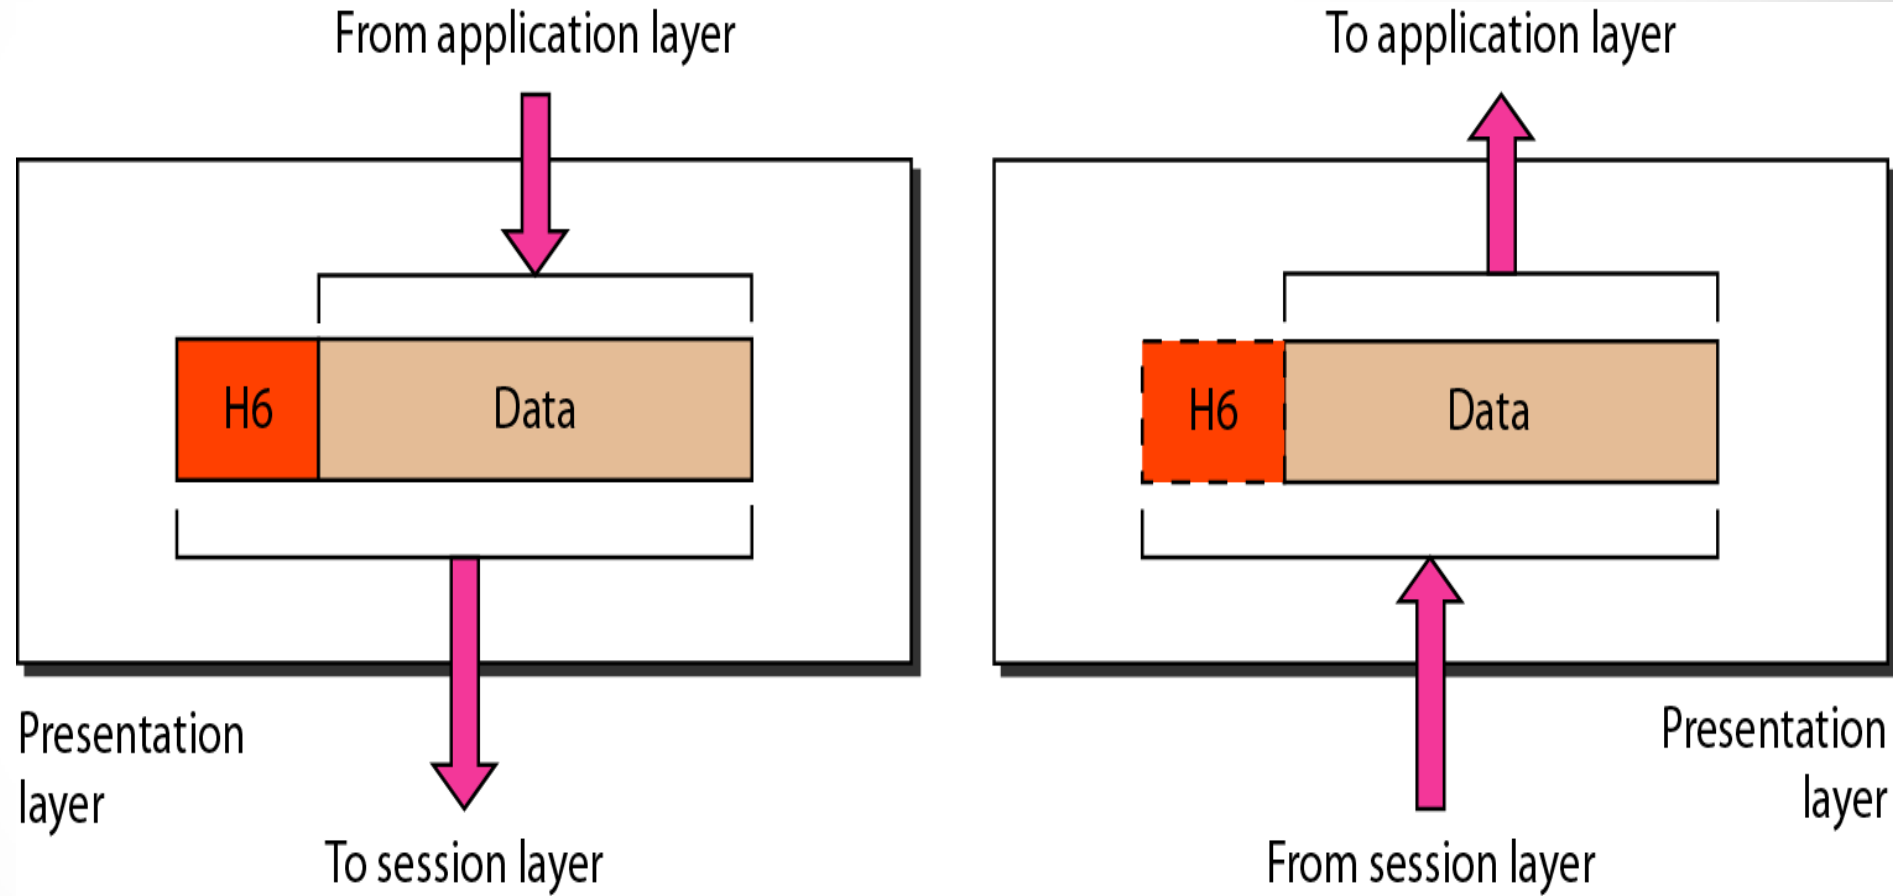 From application layer
H6
Data
Presentation
layer
To session layer
To application layer
H6
Data
Presentation
layer
From session layer